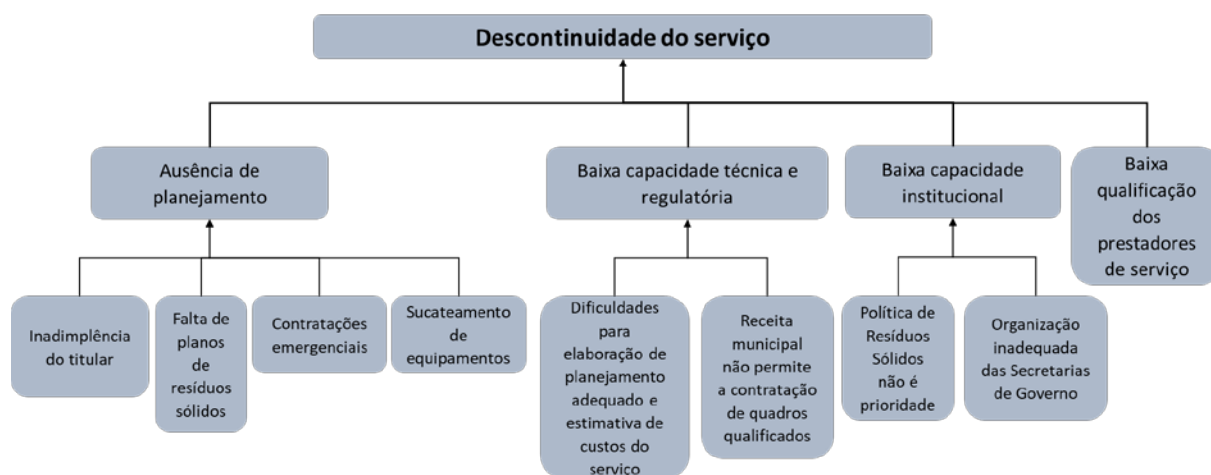 Descontinuidade do serviço
Ausência de
planejamento
Baixa capacidade técnica e
regulatória
Baixa capacidade
institucional
Baixa
qualificação
dos
prestadores
de serviço
Inadimplência
do titular
Falta de
planos
de
resíduos
sólidos
Contratações
emergenciais
Sucateamento
de
equipamentos
Dificuldades
para
elaboração de
planejamento
adequado e
estimativa de
custos do
serviço
Receita
municipal
não permite
a contratação
de quadros
qualificados
Política de
Resíduos
Sólidos
não é
prioridade
Organização
inadequada
das Secretarias
de Governo